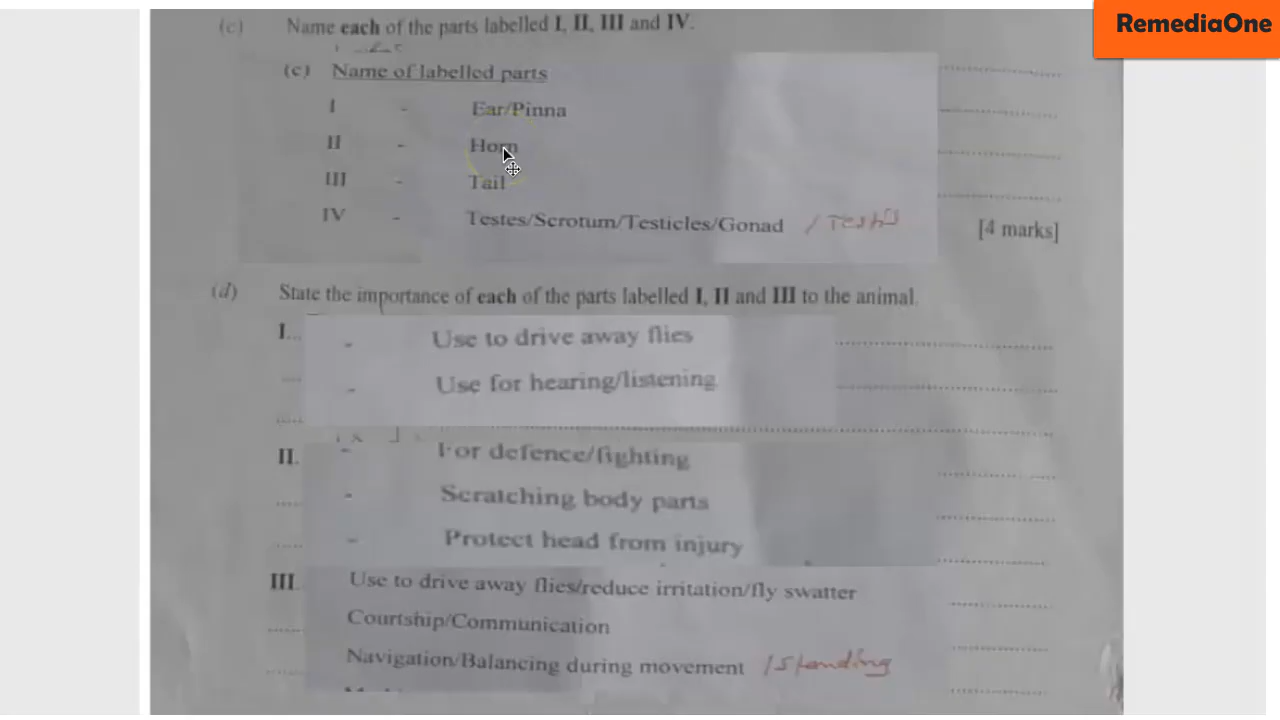 RemediaOne
(c) Name each of the parts labelled I, II, III and IV.
(c) Name of labelled parts
I - Ear/Pinna
II - Horn
III - Tail
IV - Testes/Scrotum/Testicles/Gonad / Testis
[4 marks]
(d) State the importance of each of the parts labelled I, II and III to the animal.
I... - Use to drive away flies
- Use for hearing/listening
II. - For defence/fighting
- Scratching body parts
- Protect head from injury
III. Use to drive away flies/reduce irritation/fly swatter
Courtship/Communication
Navigation/Balancing during movement /Standing